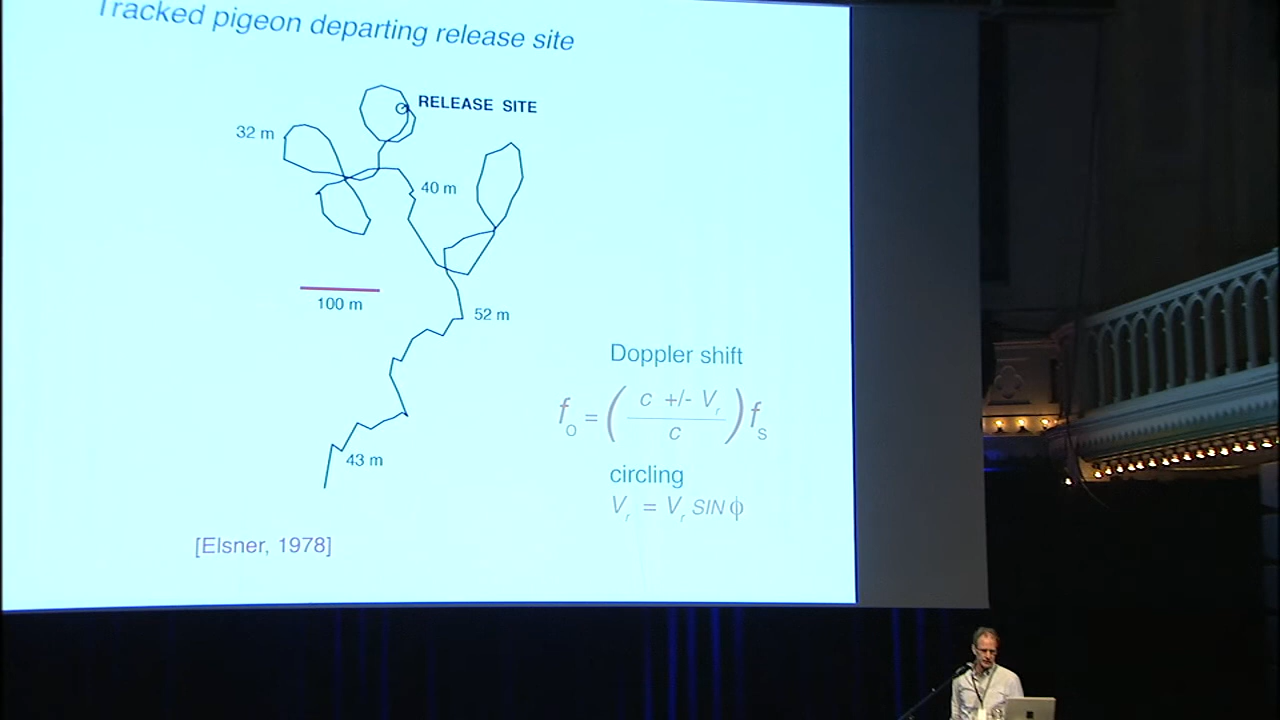 Tracked pigeon departing release site
RELEASE SITE
32 m
40 m
100 m
52 m
Doppler shift
fo = ( c +/- Vr / c ) fs
circling
Vr = Vr SIN ϕ
43 m
[Elsner, 1978]